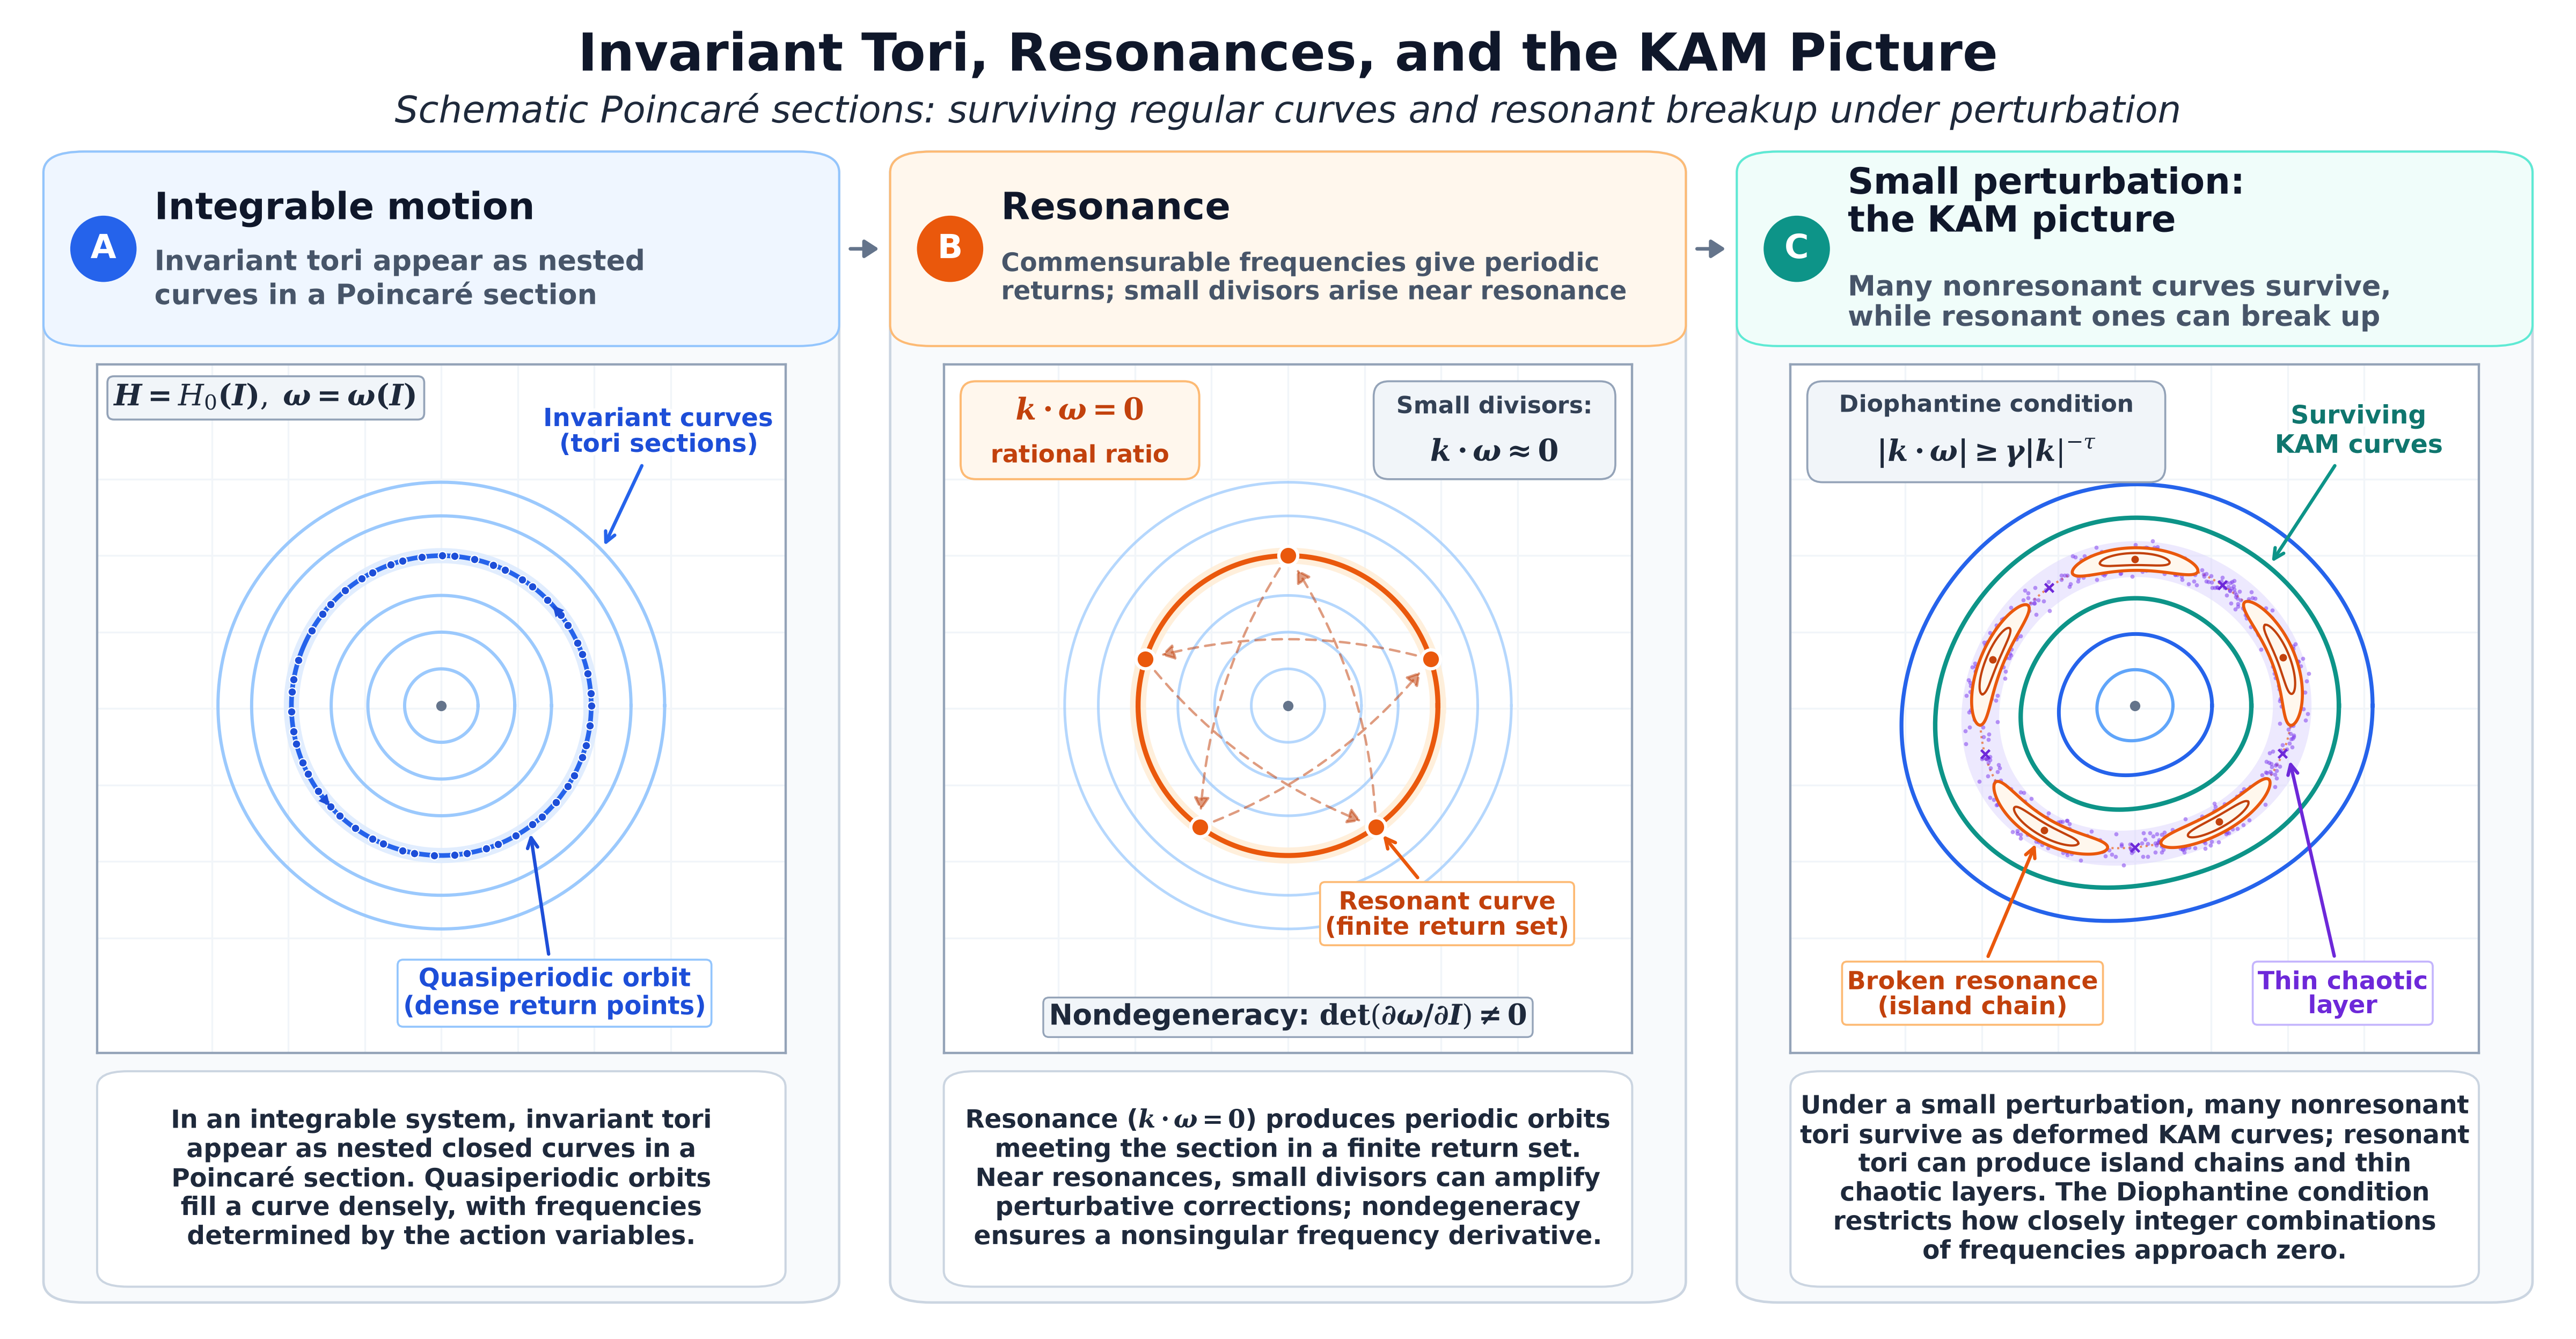 Invariant Tori, Resonances, and the KAM Picture
Schematic Poincaré sections: surviving regular curves and resonant breakup under perturbation
A
Integrable motion
Invariant tori appear as nested
curves in a Poincaré section
H = H₀(I), ω = ω(I)
Invariant curves
(tori sections)
Quasiperiodic orbit
(dense return points)
In an integrable system, invariant tori
appear as nested closed curves in a
Poincaré section. Quasiperiodic orbits
fill a curve densely, with frequencies
determined by the action variables.
B
Resonance
Commensurable frequencies give periodic
returns; small divisors arise near resonance
k · ω = 0
rational ratio
Small divisors:
k · ω ≈ 0
Resonant curve
(finite return set)
Nondegeneracy: det(∂ω/∂I) ≠ 0
Resonance (k · ω = 0) produces periodic orbits
meeting the section in a finite return set.
Near resonances, small divisors can amplify
perturbative corrections; nondegeneracy
ensures a nonsingular frequency derivative.
C
Small perturbation:
the KAM picture
Many nonresonant curves survive,
while resonant ones can break up
Diophantine condition
|k · ω| ≥ γ|k|^{−τ}
Surviving
KAM curves
Broken resonance
(island chain)
Thin chaotic
layer
Under a small perturbation, many nonresonant
tori survive as deformed KAM curves; resonant
tori can produce island chains and thin
chaotic layers. The Diophantine condition
restricts how closely integer combinations
of frequencies approach zero.